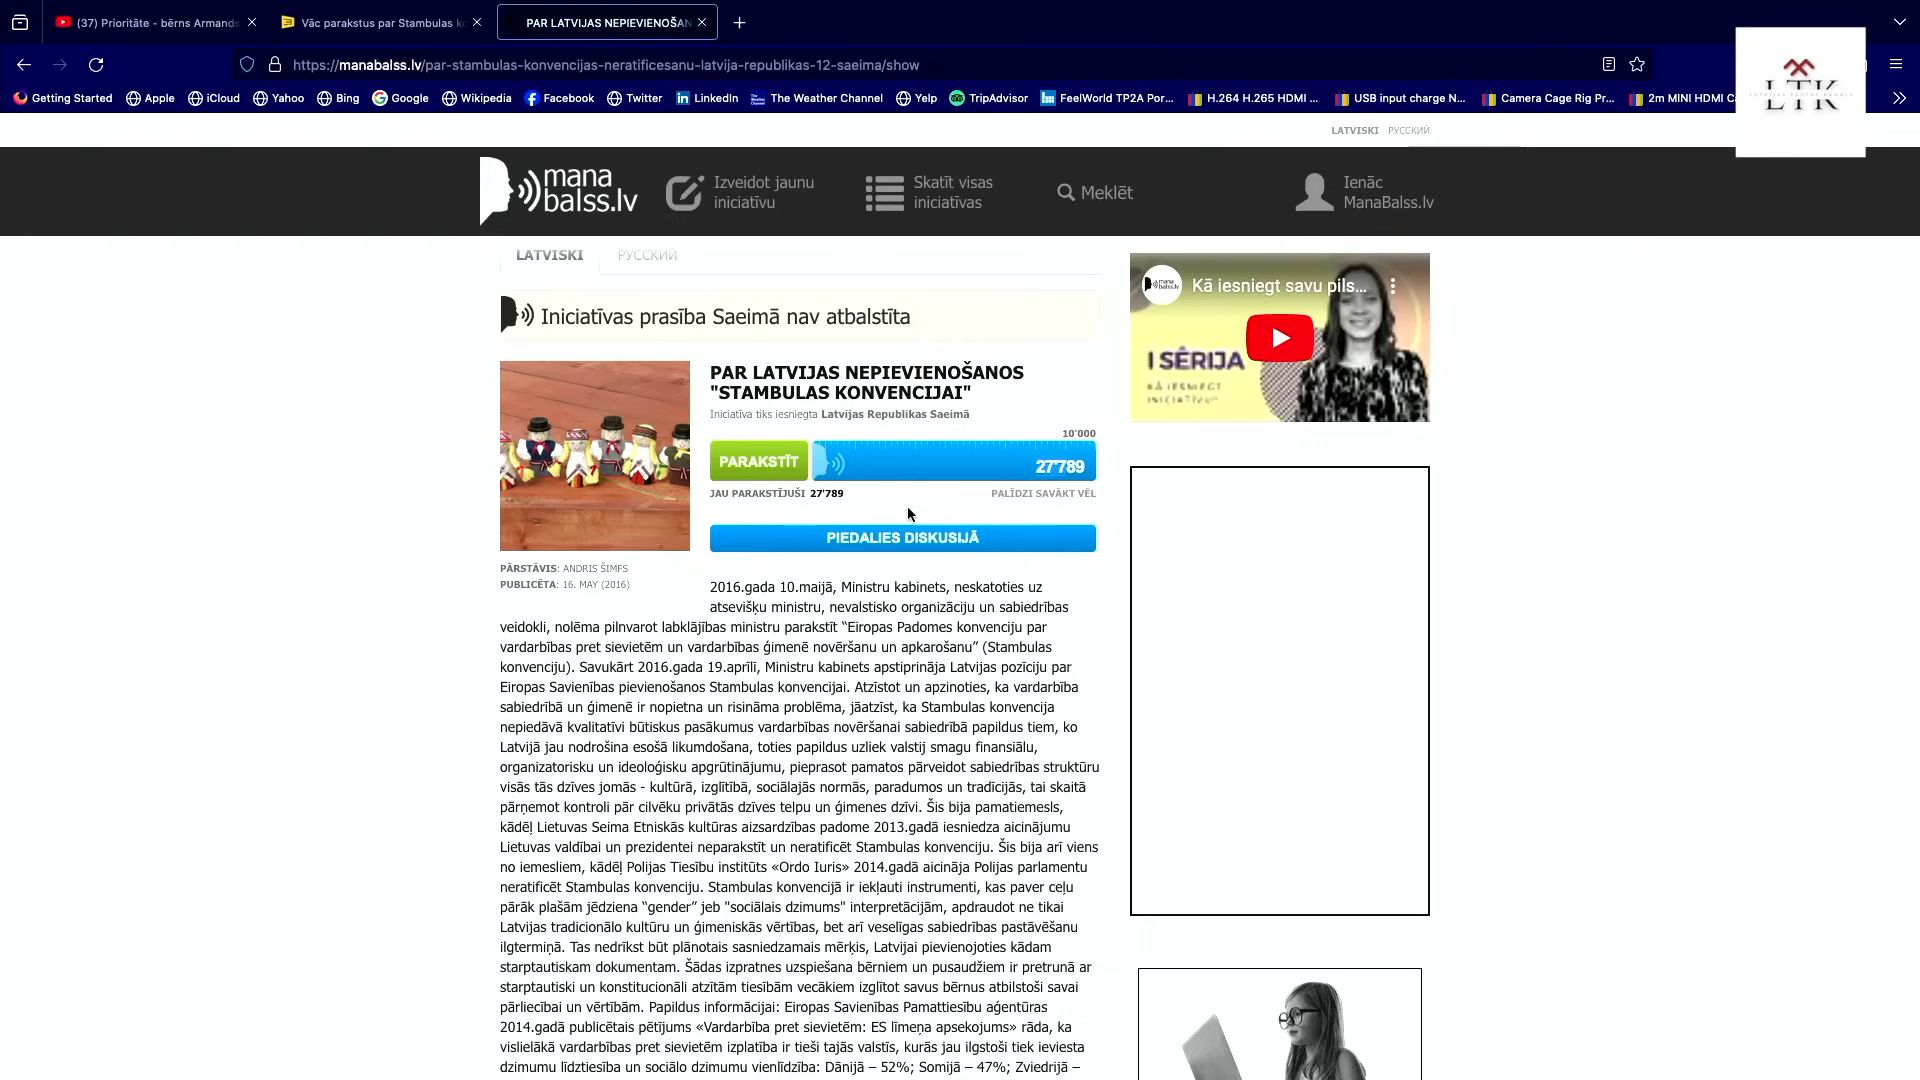 (37) Prioritāte - bērns Armands
Vāc parakstus par Stambulas ko
PAR LATVIJAS NEPIEVIENOŠAN
https://manabalss.lv/par-stambulas-konvencijas-neratificesanu-latvija-republikas-12-saeima/show
Getting Started Apple iCloud Yahoo Bing Google Wikipedia Facebook Twitter LinkedIn The Weather Channel Yelp TripAdvisor FeelWorld TP2A Por... H.264 H.265 HDMI ... USB input charge N... Camera Cage Rig Pr... 2m MINI HDMI C
LTK
LATVISKI РУССКИЙ
mana
balss.lv
Izveidot jaunu
iniciatīvu
Skatīt visas
iniciatīvas
Meklēt
Ienāc
ManaBalss.lv
LATVISKI РУССКИЙ
Iniciatīvas prasība Saeimā nav atbalstīta
PAR LATVIJAS NEPIEVIENOŠANOS
"STAMBULAS KONVENCIJAI"
Iniciatīva tiks iesniegta Latvijas Republikas Saeimā
10'000
PARAKSTĪT
27'789
JAU PARAKSTĪJUŠI 27'789
PALĪDZI SAVĀKT VĒL
PIEDALIES DISKUSIJĀ
PĀRSTĀVIS: ANDRIS ŠIMFS
PUBLICĒTA: 16. MAY (2016)
2016.gada 10.maijā, Ministru kabinets, neskatoties uz
atsevišķu ministru, nevalstisko organizāciju un sabiedrības
veidokli, nolēma pilnvarot labklājības ministru parakstīt “Eiropas Padomes konvenciju par
vardarbības pret sievietēm un vardarbības ģimenē novēršanu un apkarošanu” (Stambulas
konvenciju). Savukārt 2016.gada 19.aprīlī, Ministru kabinets apstiprināja Latvijas pozīciju par
Eiropas Savienības pievienošanos Stambulas konvencijai. Atzīstot un apzinoties, ka vardarbība
sabiedrībā un ģimenē ir nopietna un risināma problēma, jāatzīst, ka Stambulas konvencija
nepiedāvā kvalitatīvi būtiskus pasākumus vardarbības novēršanai sabiedrībā papildus tiem, ko
Latvijā jau nodrošina esošā likumdošana, toties papildus uzliek valstij smagu finansiālu,
organizatorisku un ideoloģisku apgrūtinājumu, pieprasot pamatos pārveidot sabiedrības struktūru
visās tās dzīves jomās - kultūrā, izglītībā, sociālajās normās, paradumos un tradīcijās, tai skaitā
pārņemot kontroli pār cilvēku privātās dzīves telpu un ģimenes dzīvi. Šis bija pamatiemesls,
kādēļ Lietuvas Seima Etniskās kultūras aizsardzības padome 2013.gadā iesniedza aicinājumu
Lietuvas valdībai un prezidentei neparakstīt un neratificēt Stambulas konvenciju. Šis bija arī viens
no iemesliem, kādēļ Polijas Tiesību institūts «Ordo Iuris» 2014.gadā aicināja Polijas parlamentu
neratificēt Stambulas konvenciju. Stambulas konvencijā ir iekļauti instrumenti, kas paver ceļu
pārāk plašām jēdziena “gender” jeb "sociālais dzimums" interpretācijām, apdraudot ne tikai
Latvijas tradicionālo kultūru un ģimeniskās vērtības, bet arī veselīgas sabiedrības pastāvēšanu
ilgtermiņā. Tas nedrīkst būt plānotais sasniedzamais mērķis, Latvijai pievienojoties kādam
starptautiskam dokumentam. Šādas izpratnes uzspiešana bērniem un pusaudžiem ir pretrunā ar
starptautiski un konstitucionāli atzītām tiesībām vecākiem izglītot savus bērnus atbilstoši savai
pārliecībai un vērtībām. Papildus informācijai: Eiropas Savienības Pamattiesību aģentūras
2014.gadā publicētais pētījums «Vardarbība pret sievietēm: ES līmeņa apsekojums» rāda, ka
vislielākā vardarbības pret sievietēm izplatība ir tieši tajās valstīs, kurās jau ilgstoši tiek ieviesta
dzimumu līdztiesība un sociālo dzimumu vienlīdzība: Dānijā – 52%; Somijā – 47%; Zviedrijā –
mana balss.lv
Kā iesniegt savu pils...
I SĒRIJA
KĀ IESNIEGT
INICIATĪVU?